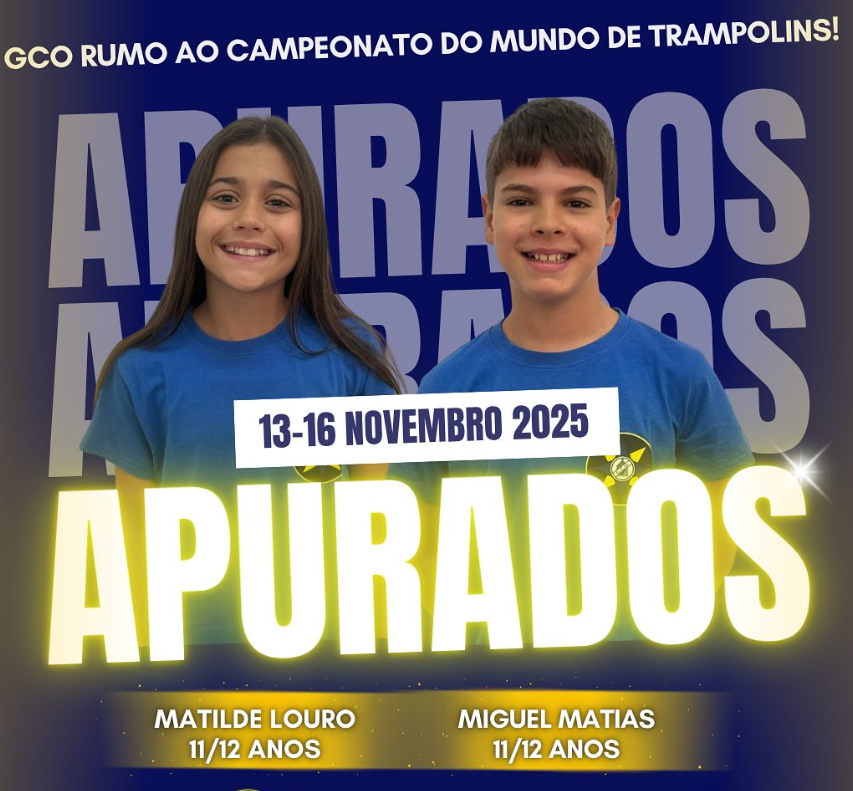 GCO RUMO AO CAMPEONATO DO MUNDO DE TRAMPOLINS!
APURADOS
APURADOS
13-16 NOVEMBRO 2025
APURADOS
MATILDE LOURO
11/12 ANOS
MIGUEL MATIAS
11/12 ANOS